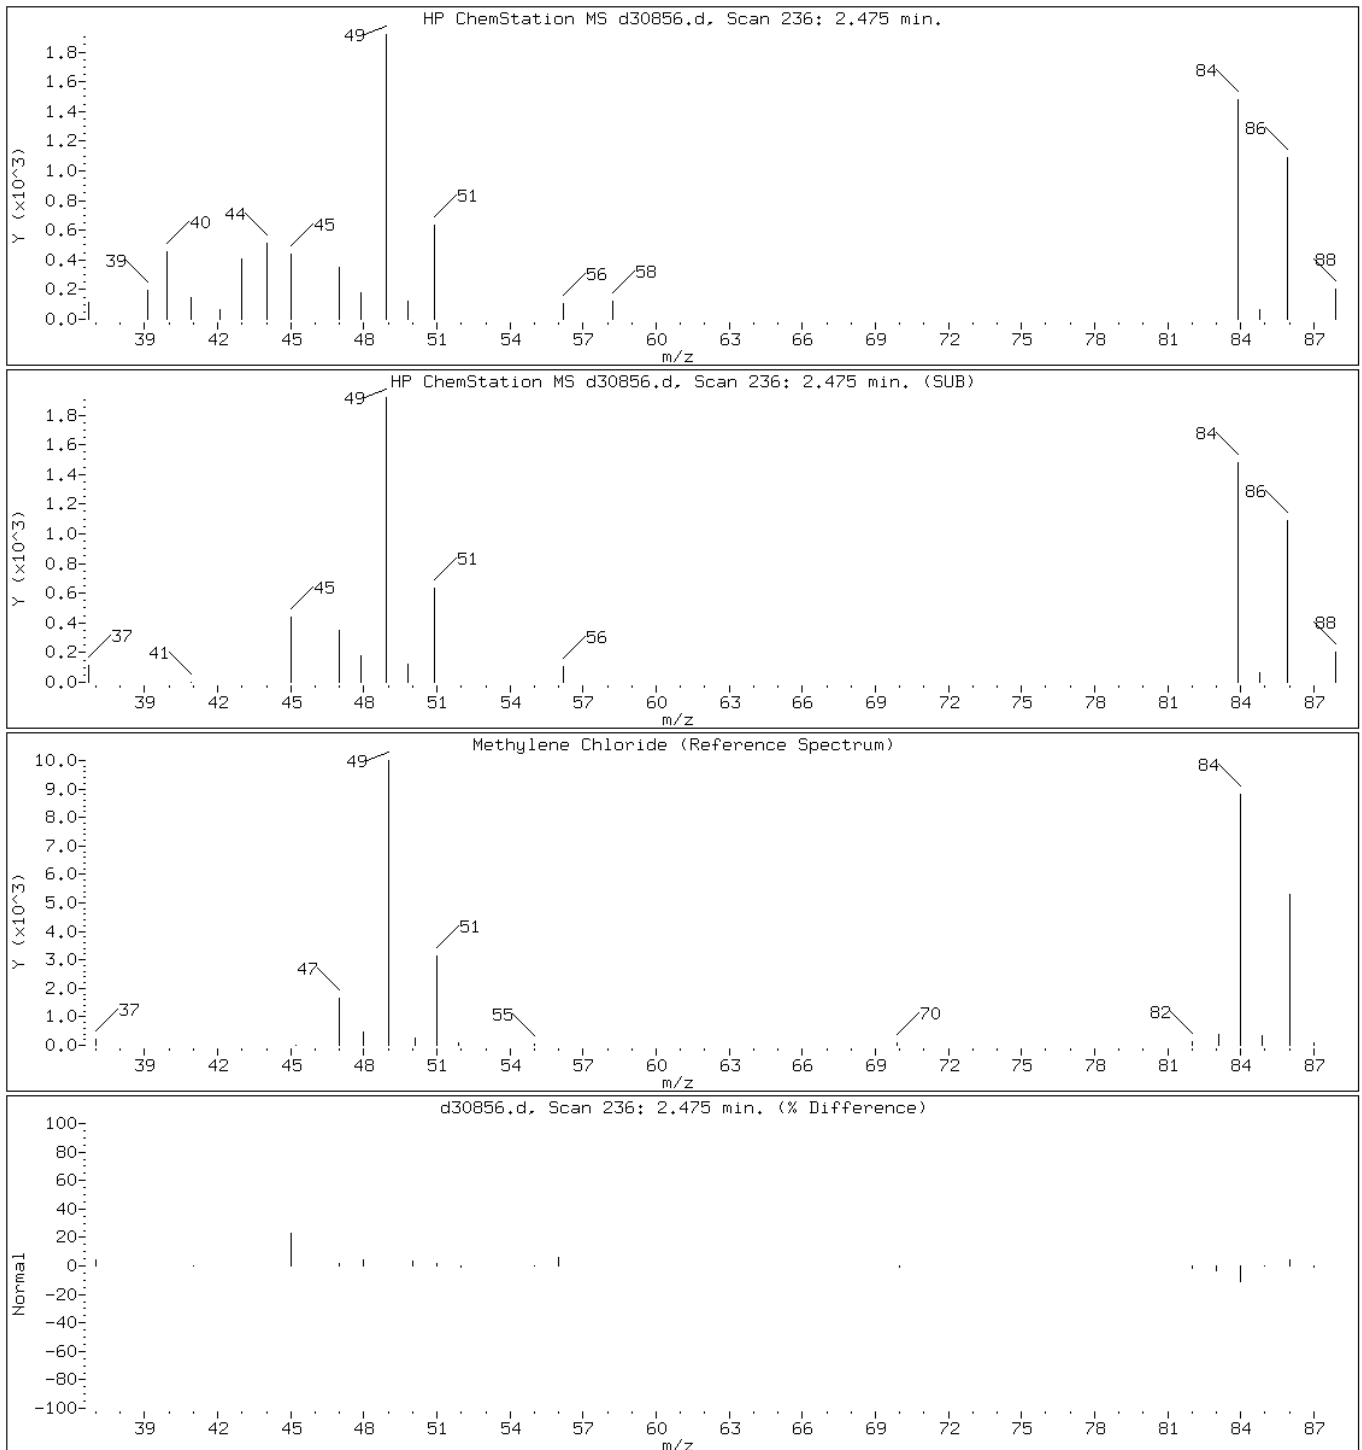 HP ChemStation MS d30856.d, Scan 236: 2.475 min.
Y (x10^3)
1.8
1.6
1.4
1.2
1.0
0.8
0.6
0.4
0.2
0.0
39 40 44 45 49 51 56 58 84 86 88
39 42 45 48 51 54 57 60 63 66 69 72 75 78 81 84 87
m/z
HP ChemStation MS d30856.d, Scan 236: 2.475 min. (SUB)
Y (x10^3)
1.8
1.6
1.4
1.2
1.0
0.8
0.6
0.4
0.2
0.0
37 41 45 49 51 56 84 86 88
39 42 45 48 51 54 57 60 63 66 69 72 75 78 81 84 87
m/z
Methylene Chloride (Reference Spectrum)
Y (x10^3)
10.0
9.0
8.0
7.0
6.0
5.0
4.0
3.0
2.0
1.0
0.0
37 47 49 51 55 70 82 84
39 42 45 48 51 54 57 60 63 66 69 72 75 78 81 84 87
m/z
d30856.d, Scan 236: 2.475 min. (% Difference)
Normal
100
80
60
40
20
0
-20
-40
-60
-80
-100
39 42 45 48 51 54 57 60 63 66 69 72 75 78 81 84 87
m/z